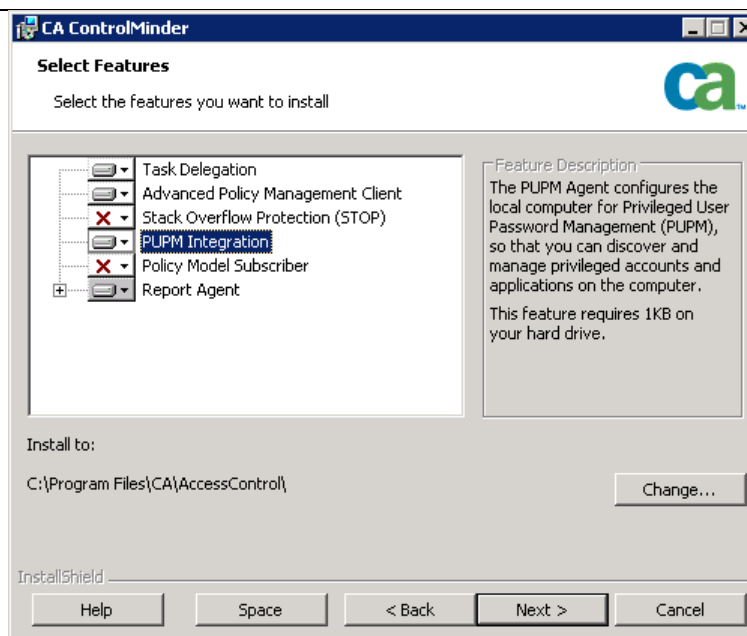 CA ControlMinder
Select Features
Select the features you want to install
ca
Task Delegation
Advanced Policy Management Client
Stack Overflow Protection (STOP)
PUPM Integration
Policy Model Subscriber
Report Agent
Feature Description
The PUPM Agent configures the
local computer for Privileged User
Password Management (PUPM),
so that you can discover and
manage privileged accounts and
applications on the computer.
This feature requires 1KB on
your hard drive.
Install to:
C:\Program Files\CA\AccessControl\
Change...
InstallShield
Help
Space
< Back
Next >
Cancel